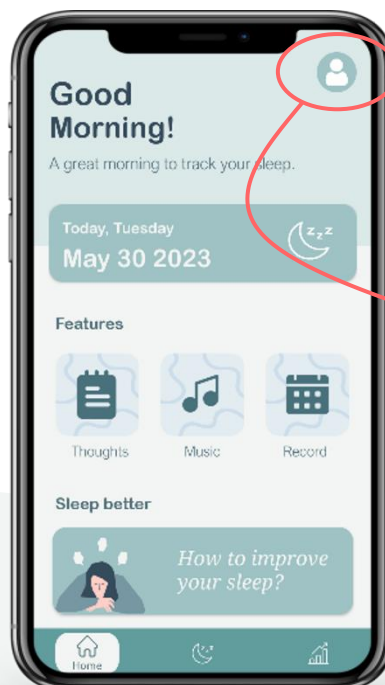 Good
Morning!
A great morning to track your sleep.
Today, Tuesday
May 30 2023
z z z
Features
Thoughts Music Record
Sleep better
How to improve
your sleep?
Home